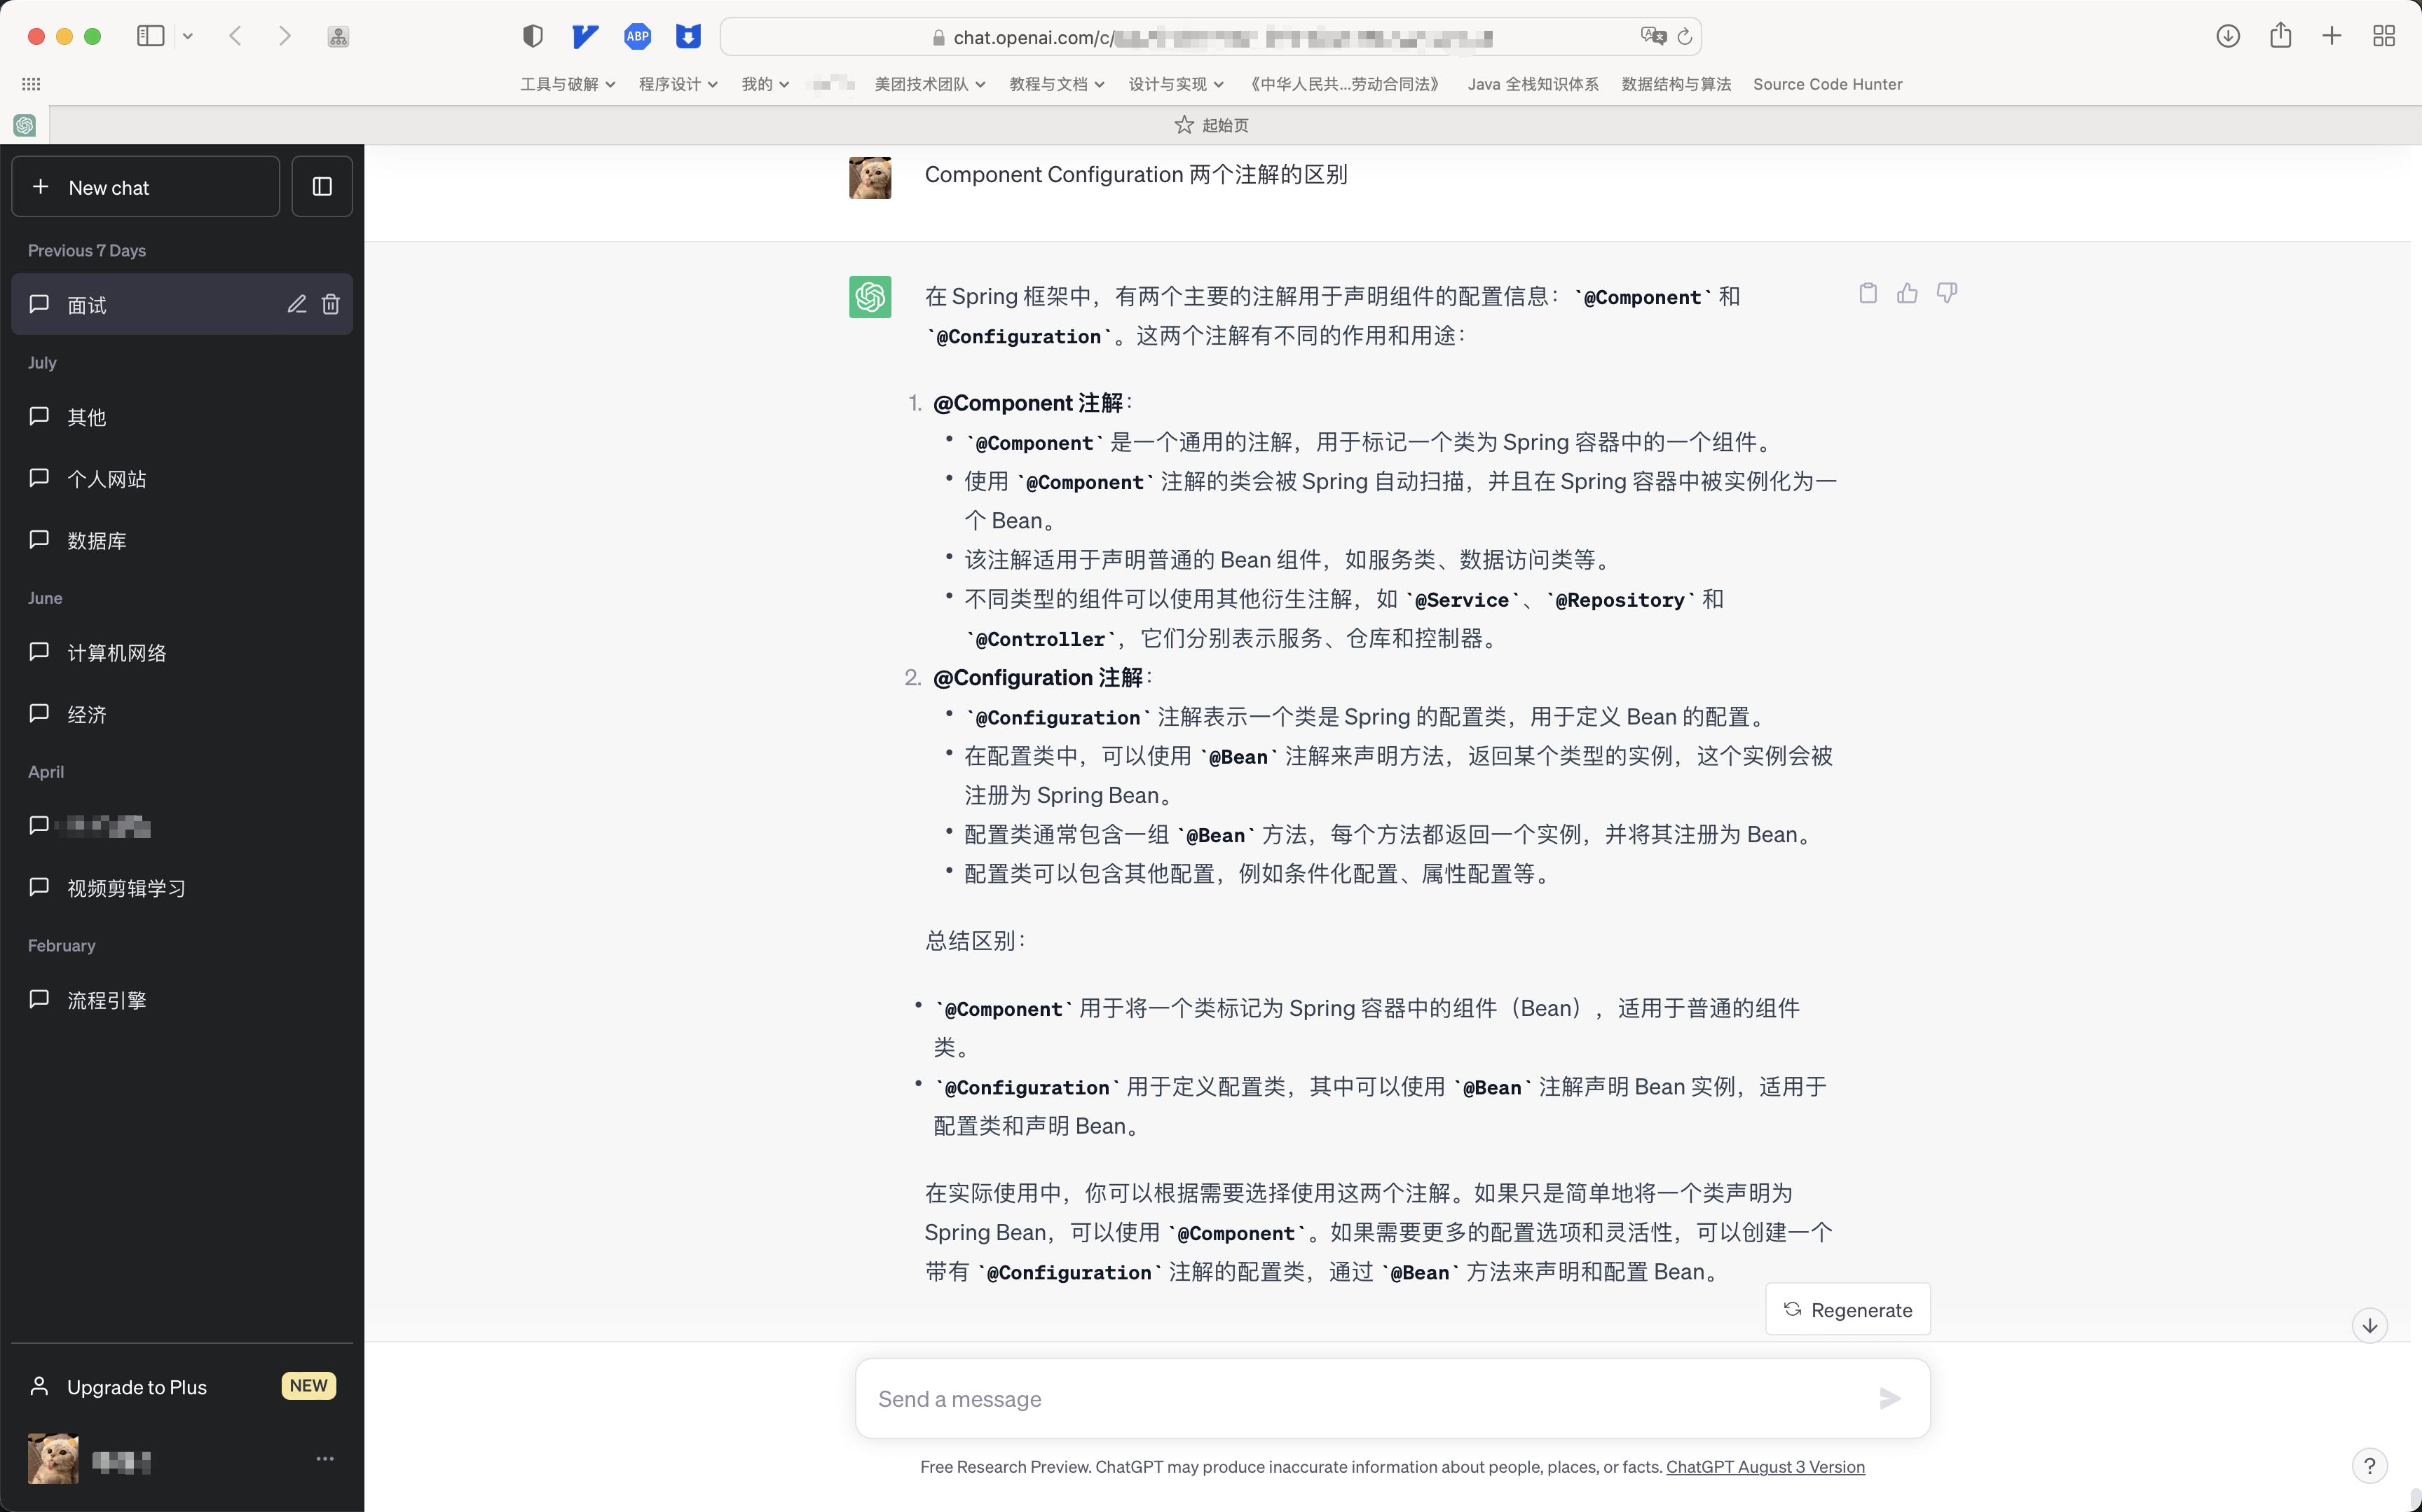 ABP
chat.openai.com/c/
工具与破解
程序设计
我的
美团技术团队
教程与文档
设计与实现
《中华人民共...劳动合同法》
Java 全栈知识体系
数据结构与算法
Source Code Hunter
起始页
New chat
Previous 7 Days
面试
July
其他
个人网站
数据库
June
计算机网络
经济
April
视频剪辑学习
February
流程引擎
Upgrade to Plus
NEW
Component Configuration 两个注解的区别
在 Spring 框架中，有两个主要的注解用于声明组件的配置信息：`@Component` 和
`@Configuration`。这两个注解有不同的作用和用途：
1. @Component 注解：
• `@Component` 是一个通用的注解，用于标记一个类为 Spring 容器中的一个组件。
• 使用 `@Component` 注解的类会被 Spring 自动扫描，并且在 Spring 容器中被实例化为一
个 Bean。
• 该注解适用于声明普通的 Bean 组件，如服务类、数据访问类等。
• 不同类型的组件可以使用其他衍生注解，如 `@Service`、`@Repository` 和
`@Controller`，它们分别表示服务、仓库和控制器。
2. @Configuration 注解：
• `@Configuration` 注解表示一个类是 Spring 的配置类，用于定义 Bean 的配置。
• 在配置类中，可以使用 `@Bean` 注解来声明方法，返回某个类型的实例，这个实例会被
注册为 Spring Bean。
• 配置类通常包含一组 `@Bean` 方法，每个方法都返回一个实例，并将其注册为 Bean。
• 配置类可以包含其他配置，例如条件化配置、属性配置等。
总结区别：
• `@Component` 用于将一个类标记为 Spring 容器中的组件（Bean），适用于普通的组件
类。
• `@Configuration` 用于定义配置类，其中可以使用 `@Bean` 注解声明 Bean 实例，适用于
配置类和声明 Bean。
在实际使用中，你可以根据需要选择使用这两个注解。如果只是简单地将一个类声明为
Spring Bean，可以使用 `@Component`。如果需要更多的配置选项和灵活性，可以创建一个
带有 `@Configuration` 注解的配置类，通过 `@Bean` 方法来声明和配置 Bean。
Regenerate
Send a message
Free Research Preview. ChatGPT may produce inaccurate information about people, places, or facts. ChatGPT August 3 Version
?